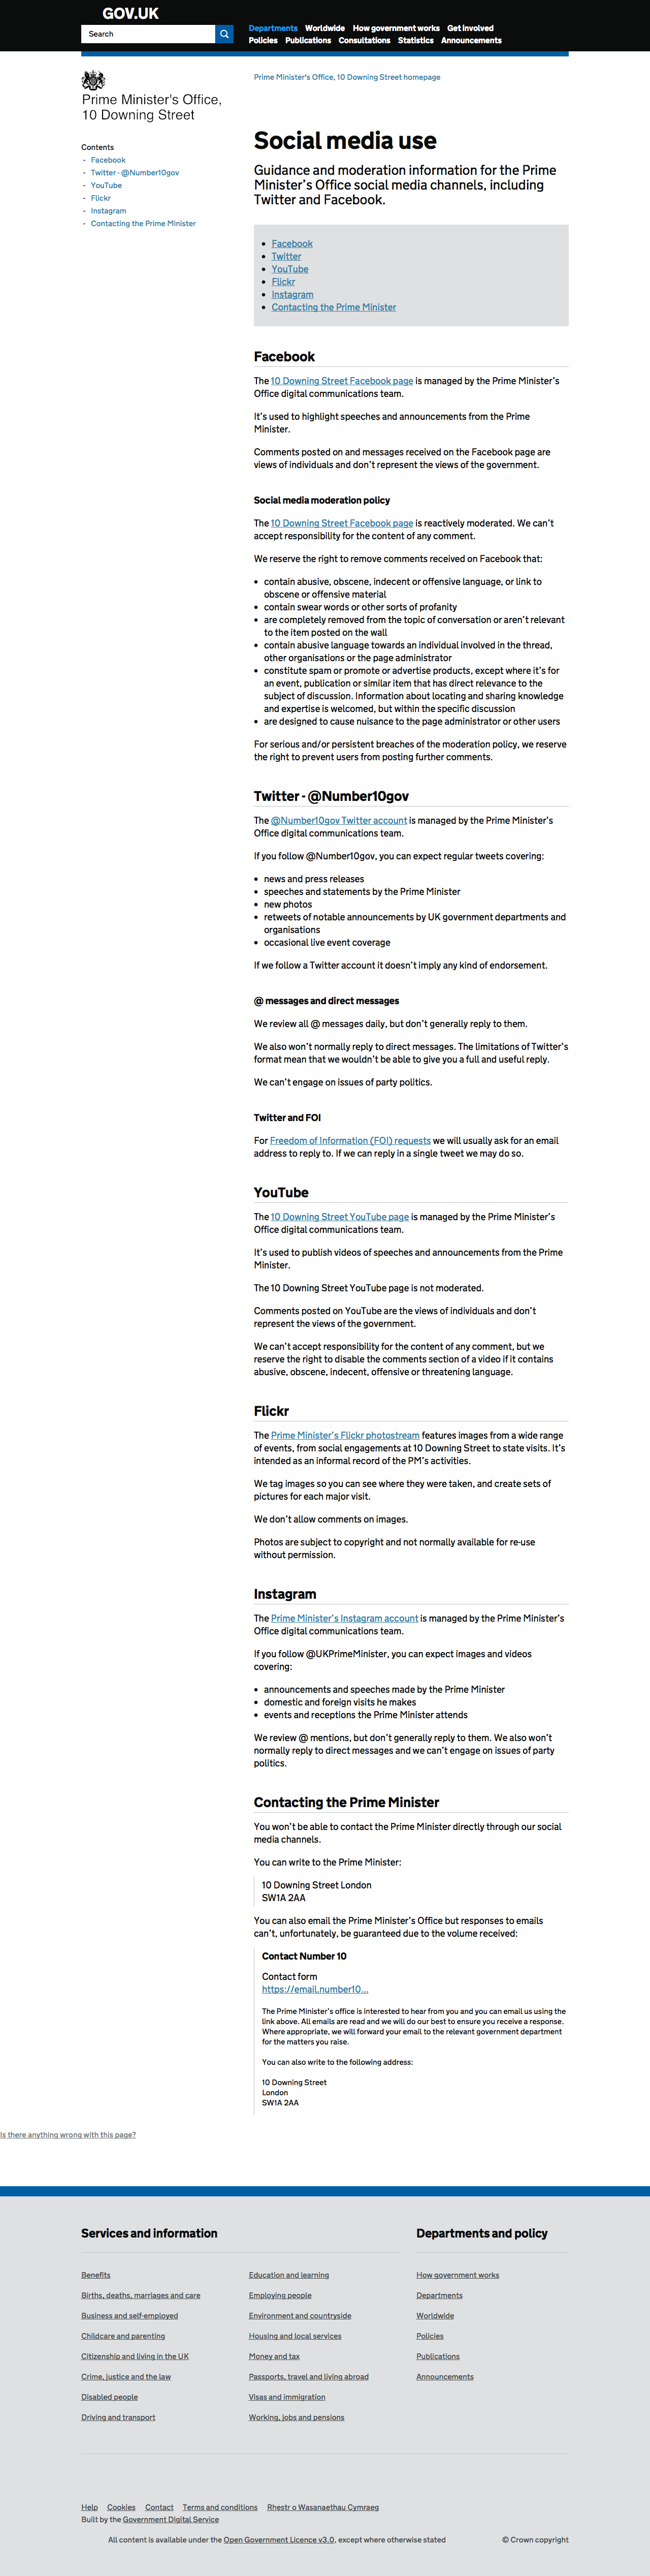 GOV.UK
Search
Departments Worldwide How government works Get involved
Policies Publications Consultations Statistics Announcements
Prime Minister's Office,
10 Downing Street
Prime Minister's Office, 10 Downing Street homepage
Contents
- Facebook
- Twitter - @Number10gov
- YouTube
- Flickr
- Instagram
- Contacting the Prime Minister
Social media use
Guidance and moderation information for the Prime
Minister's Office social media channels, including
Twitter and Facebook.
• Facebook
• Twitter
• YouTube
• Flickr
• Instagram
• Contacting the Prime Minister
Facebook
The 10 Downing Street Facebook page is managed by the Prime Minister's
Office digital communications team.
It's used to highlight speeches and announcements from the Prime
Minister.
Comments posted on and messages received on the Facebook page are
views of individuals and don't represent the views of the government.
Social media moderation policy
The 10 Downing Street Facebook page is reactively moderated. We can't
accept responsibility for the content of any comment.
We reserve the right to remove comments received on Facebook that:
• contain abusive, obscene, indecent or offensive language, or link to
obscene or offensive material
• contain swear words or other sorts of profanity
• are completely removed from the topic of conversation or aren't relevant
to the item posted on the wall
• contain abusive language towards an individual involved in the thread,
other organisations or the page administrator
• constitute spam or promote or advertise products, except where it's for
an event, publication or similar item that has direct relevance to the
subject of discussion. Information about locating and sharing knowledge
and expertise is welcomed, but within the specific discussion
• are designed to cause nuisance to the page administrator or other users
For serious and/or persistent breaches of the moderation policy, we reserve
the right to prevent users from posting further comments.
Twitter - @Number10gov
The @Number10gov Twitter account is managed by the Prime Minister's
Office digital communications team.
If you follow @Number10gov, you can expect regular tweets covering:
• news and press releases
• speeches and statements by the Prime Minister
• new photos
• retweets of notable announcements by UK government departments and
organisations
• occasional live event coverage
If we follow a Twitter account it doesn't imply any kind of endorsement.
@ messages and direct messages
We review all @ messages daily, but don't generally reply to them.
We also won't normally reply to direct messages. The limitations of Twitter's
format mean that we wouldn't be able to give you a full and useful reply.
We can't engage on issues of party politics.
Twitter and FOI
For Freedom of Information (FOI) requests we will usually ask for an email
address to reply to. If we can reply in a single tweet we may do so.
YouTube
The 10 Downing Street YouTube page is managed by the Prime Minister's
Office digital communications team.
It's used to publish videos of speeches and announcements from the Prime
Minister.
The 10 Downing Street YouTube page is not moderated.
Comments posted on YouTube are the views of individuals and don't
represent the views of the government.
We can't accept responsibility for the content of any comment, but we
reserve the right to disable the comments section of a video if it contains
abusive, obscene, indecent, offensive or threatening language.
Flickr
The Prime Minister's Flickr photostream features images from a wide range
of events, from social engagements at 10 Downing Street to state visits. It's
intended as an informal record of the PM's activities.
We tag images so you can see where they were taken, and create sets of
pictures for each major visit.
We don't allow comments on images.
Photos are subject to copyright and not normally available for re-use
without permission.
Instagram
The Prime Minister's Instagram account is managed by the Prime Minister's
Office digital communications team.
If you follow @UKPrimeMinister, you can expect images and videos
covering:
• announcements and speeches made by the Prime Minister
• domestic and foreign visits he makes
• events and receptions the Prime Minister attends
We review @ mentions, but don't generally reply to them. We also won't
normally reply to direct messages and we can't engage on issues of party
politics.
Contacting the Prime Minister
You won't be able to contact the Prime Minister directly through our social
media channels.
You can write to the Prime Minister:
10 Downing Street London
SW1A 2AA
You can also email the Prime Minister's Office but responses to emails
can't, unfortunately, be guaranteed due to the volume received:
Contact Number 10
Contact form
https://email.number10...
The Prime Minister's office is interested to hear from you and you can email us using the
link above. All emails are read and we will do our best to ensure you receive a response.
Where appropriate, we will forward your email to the relevant government department
for the matters you raise.
You can also write to the following address:
10 Downing Street
London
SW1A 2AA
Is there anything wrong with this page?
Services and information
Benefits
Births, deaths, marriages and care
Business and self-employed
Childcare and parenting
Citizenship and living in the UK
Crime, justice and the law
Disabled people
Driving and transport
Education and learning
Employing people
Environment and countryside
Housing and local services
Money and tax
Passports, travel and living abroad
Visas and immigration
Working, jobs and pensions
Departments and policy
How government works
Departments
Worldwide
Policies
Publications
Announcements
Help Cookies Contact Terms and conditions Rhestr o Wasanaethau Cymraeg
Built by the Government Digital Service
All content is available under the Open Government Licence v3.0, except where otherwise stated
© Crown copyright